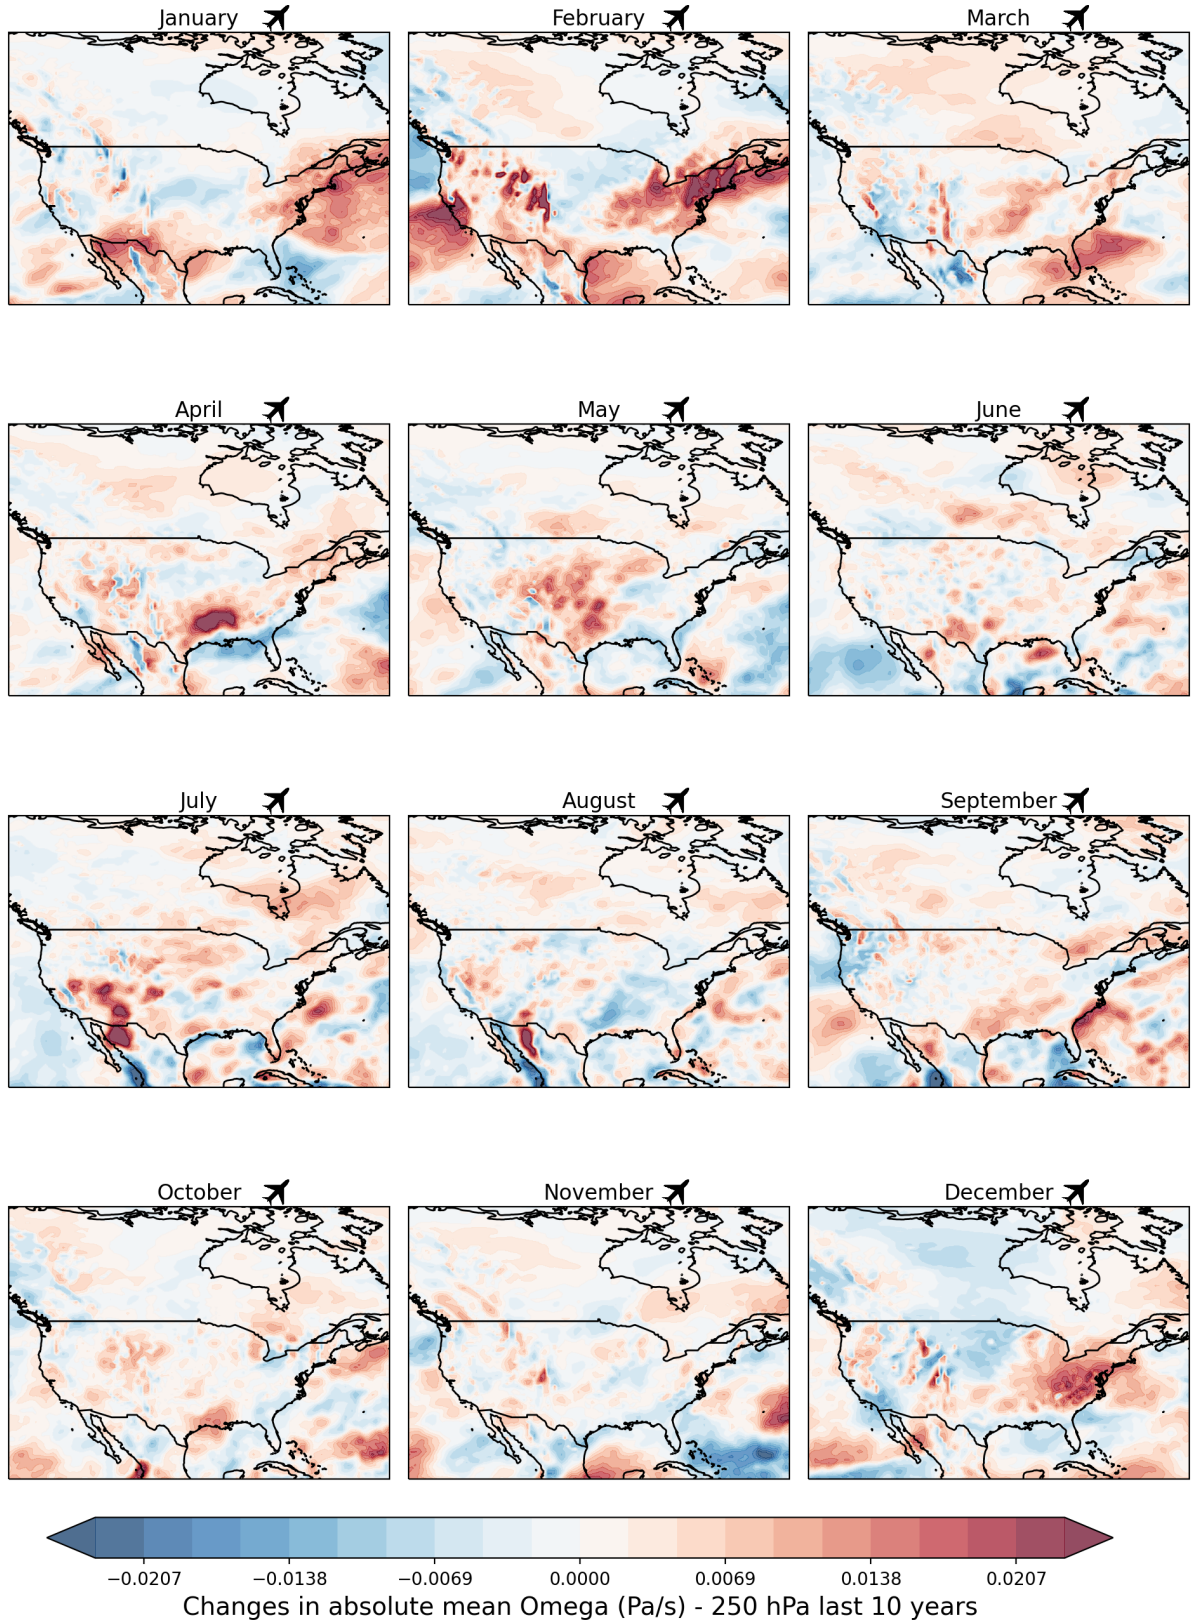 January
February
March
April
May
June
July
August
September
October
November
December
−0.0207
−0.0138
−0.0069
0.0000
0.0069
0.0138
0.0207
Changes in absolute mean Omega (Pa/s) - 250 hPa last 10 years